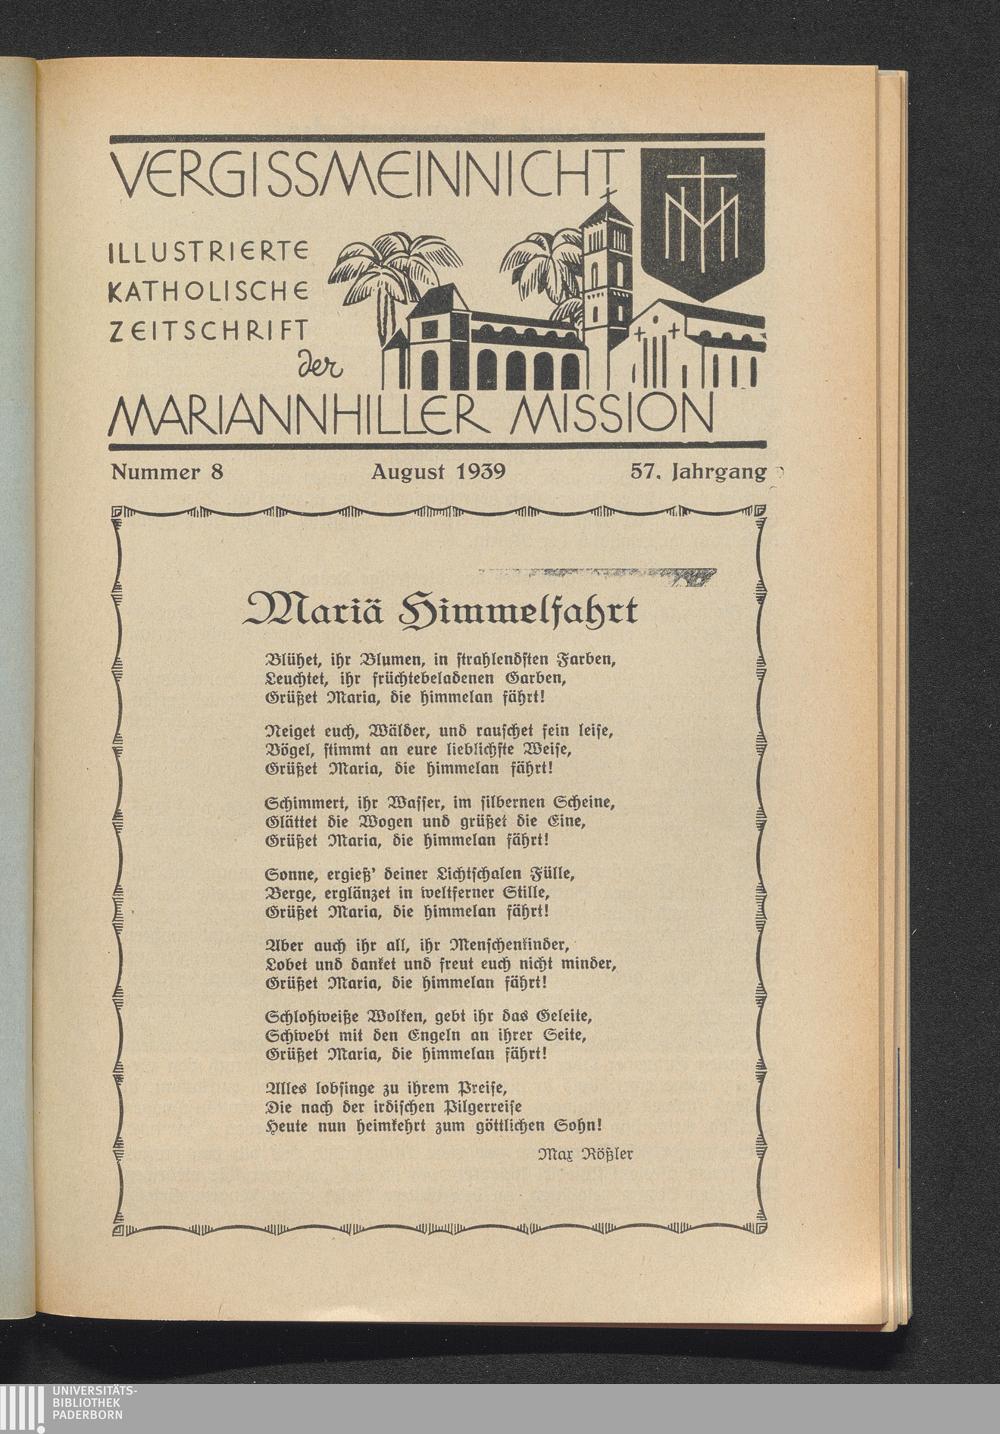 VERGISSMEINNICHT
ILLUSTRIERTE
KATHOLISCHE
ZEITSCHRIFT
der
MARIANNHILLER MISSION
Nummer 8 August 1939 57. Jahrgang
Mariä Himmelfahrt
Blühet, ihr Blumen, in strahlendsten Farben,
Leuchtet, ihr früchtebeladenen Garben,
Grüßet Maria, die himmelan fährt!
Neiget euch, Wälder, und rauschet fein leise,
Vögel, stimmt an eure lieblichste Weise,
Grüßet Maria, die himmelan fährt!
Schimmert, ihr Wasser, im silbernen Scheine,
Glättet die Wogen und grüßet die Eine,
Grüßet Maria, die himmelan fährt!
Sonne, ergieß' deiner Lichtschalen Fülle,
Berge, erglänzet in weltferner Stille,
Grüßet Maria, die himmelan fährt!
Aber auch ihr all, ihr Menschenkinder,
Lobet und danket und freut euch nicht minder,
Grüßet Maria, die himmelan fährt!
Schlohweiße Wolken, gebt ihr das Geleite,
Schwebt mit den Engeln an ihrer Seite,
Grüßet Maria, die himmelan fährt!
Alles lobsinge zu ihrem Preise,
Die nach der irdischen Pilgerreise
Heute nun heimkehrt zum göttlichen Sohn!
Max Rößler
UNIVERSITÄTS-
BIBLIOTHEK
PADERBORN